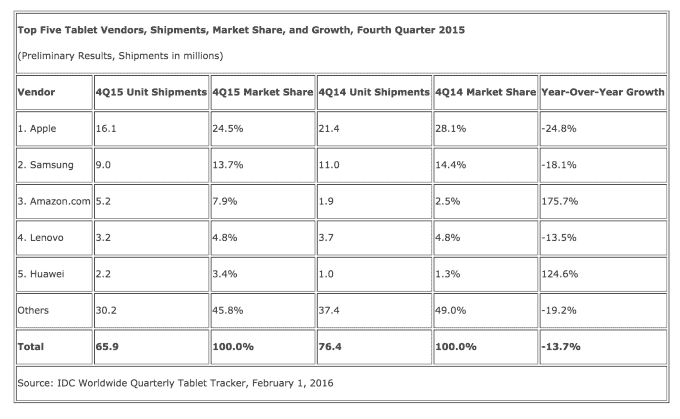 Top Five Tablet Vendors, Shipments, Market Share, and Growth, Fourth Quarter 2015
(Preliminary Results, Shipments in millions)
Vendor 4Q15 Unit Shipments 4Q15 Market Share 4Q14 Unit Shipments 4Q14 Market Share Year-Over-Year Growth
1. Apple 16.1 24.5% 21.4 28.1% -24.8%
2. Samsung 9.0 13.7% 11.0 14.4% -18.1%
3. Amazon.com 5.2 7.9% 1.9 2.5% 175.7%
4. Lenovo 3.2 4.8% 3.7 4.8% -13.5%
5. Huawei 2.2 3.4% 1.0 1.3% 124.6%
Others 30.2 45.8% 37.4 49.0% -19.2%
Total 65.9 100.0% 76.4 100.0% -13.7%
Source: IDC Worldwide Quarterly Tablet Tracker, February 1, 2016